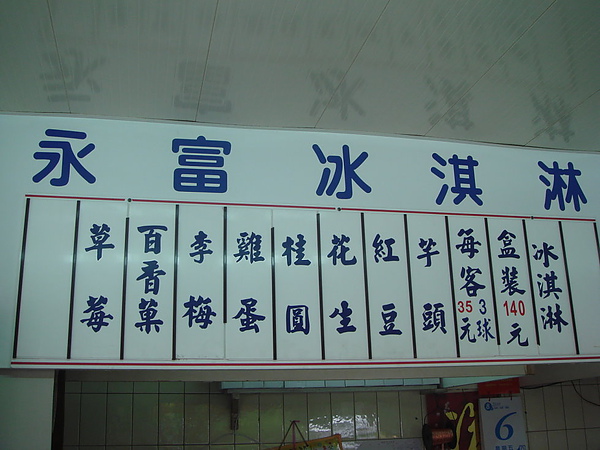 永富冰淇淋
冰淇淋
盒裝140元
每客35元3球
芋頭
紅豆
花生
桂圓
雞蛋
李梅
百香菓
草莓
6